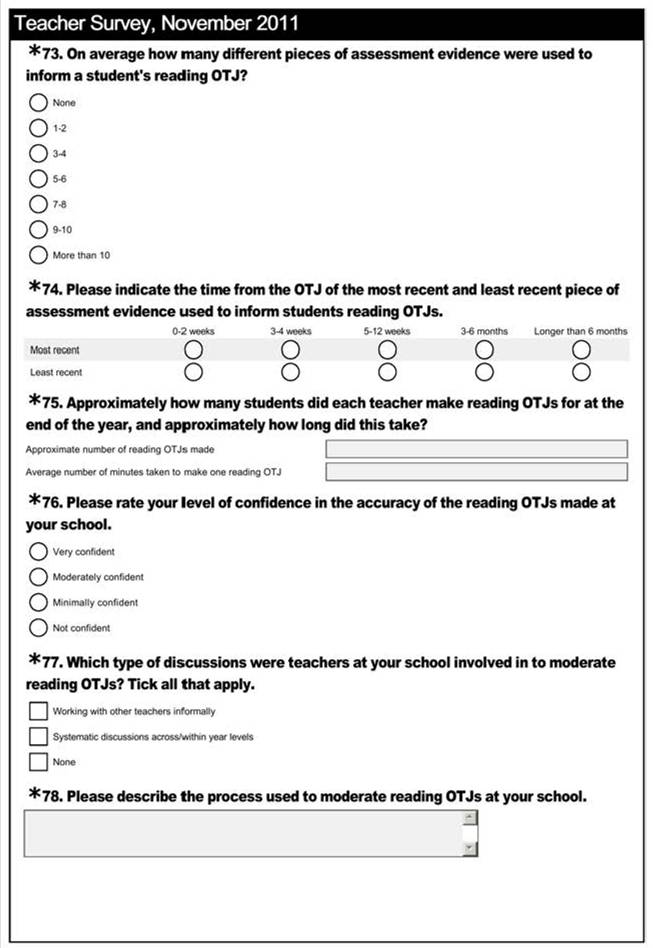 Teacher Survey, November 2011
*73. On average how many different pieces of assessment evidence were used to
inform a student's reading OTJ?
None
1-2
3-4
5-6
7-8
9-10
More than 10
*74. Please indicate the time from the OTJ of the most recent and least recent piece of
assessment evidence used to inform students reading OTJs.
0-2 weeks 3-4 weeks 5-12 weeks 3-6 months Longer than 6 months
Most recent
Least recent
*75. Approximately how many students did each teacher make reading OTJs for at the
end of the year, and approximately how long did this take?
Approximate number of reading OTJs made
Average number of minutes taken to make one reading OTJ
*76. Please rate your level of confidence in the accuracy of the reading OTJs made at
your school.
Very confident
Moderately confident
Minimally confident
Not confident
*77. Which type of discussions were teachers at your school involved in to moderate
reading OTJs? Tick all that apply.
Working with other teachers informally
Systematic discussions across/within year levels
None
*78. Please describe the process used to moderate reading OTJs at your school.